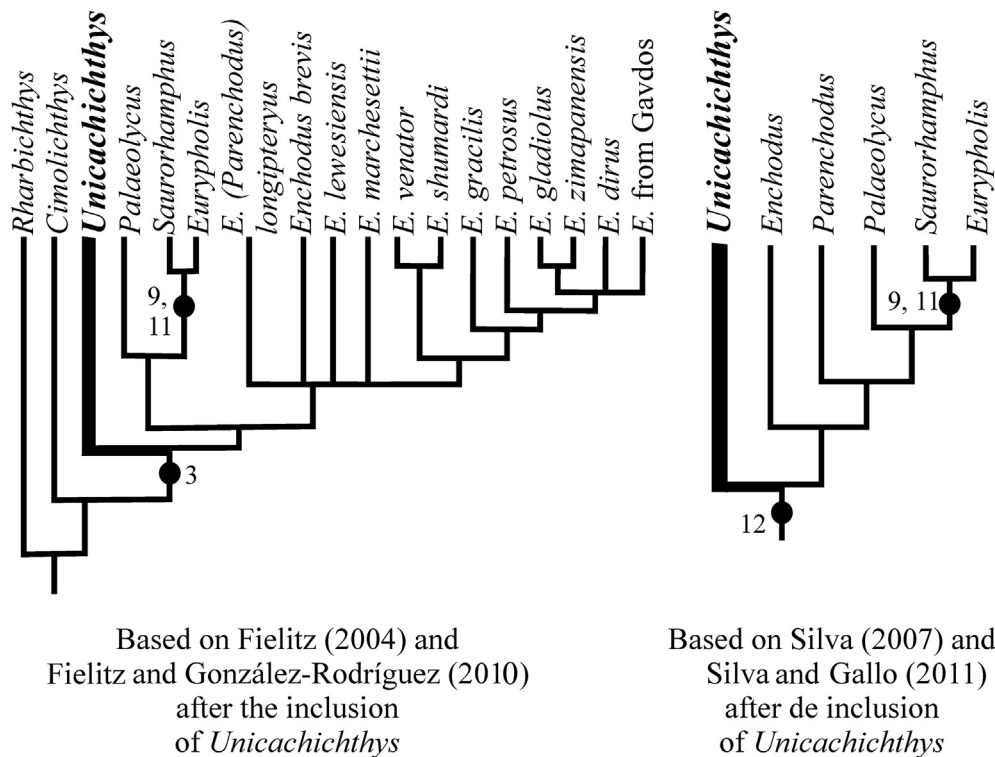 Rharbichthys
Cimolichthys
Unicachichthys
Palaeolycus
Saurorhamphus
Eurypholis
E. (Parenchodus)
longipteryus
Enchodus brevis
E. lewesiensis
E. marchesettii
E. venator
E. shumardi
E. gracilis
E. petrosus
E. gladiolus
E. zimapanensis
E. dirus
E. from Gavdos
9,
11
3
Based on Fielitz (2004) and
Fielitz and González-Rodríguez (2010)
after the inclusion
of Unicachichthys
Unicachichthys
Enchodus
Parenchodus
Palaeolycus
Saurorhamphus
Eurypholis
9, 11
12
Based on Silva (2007) and
Silva and Gallo (2011)
after de inclusion
of Unicachichthys